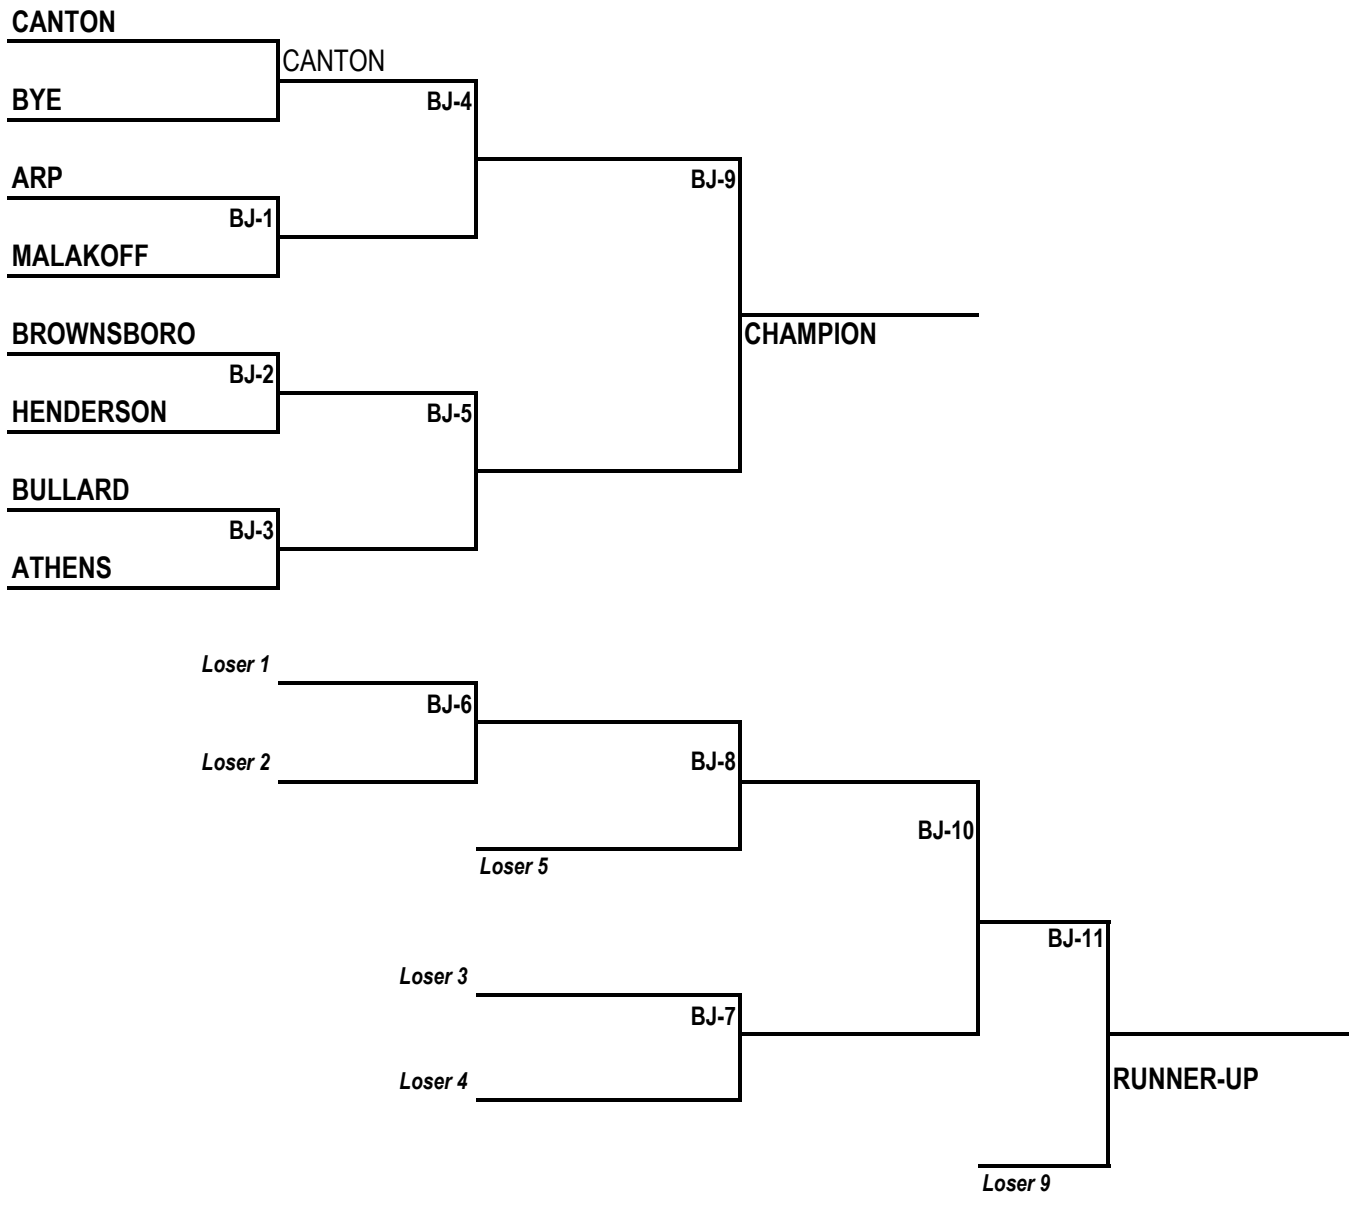 CANTON
CANTON
BYE
BJ-4
ARP
BJ-9
BJ-1
MALAKOFF
BROWNSBORO
CHAMPION
BJ-2
HENDERSON
BJ-5
BULLARD
BJ-3
ATHENS
Loser 1
BJ-6
Loser 2
BJ-8
BJ-10
Loser 5
BJ-11
Loser 3
BJ-7
Loser 4
RUNNER-UP
Loser 9